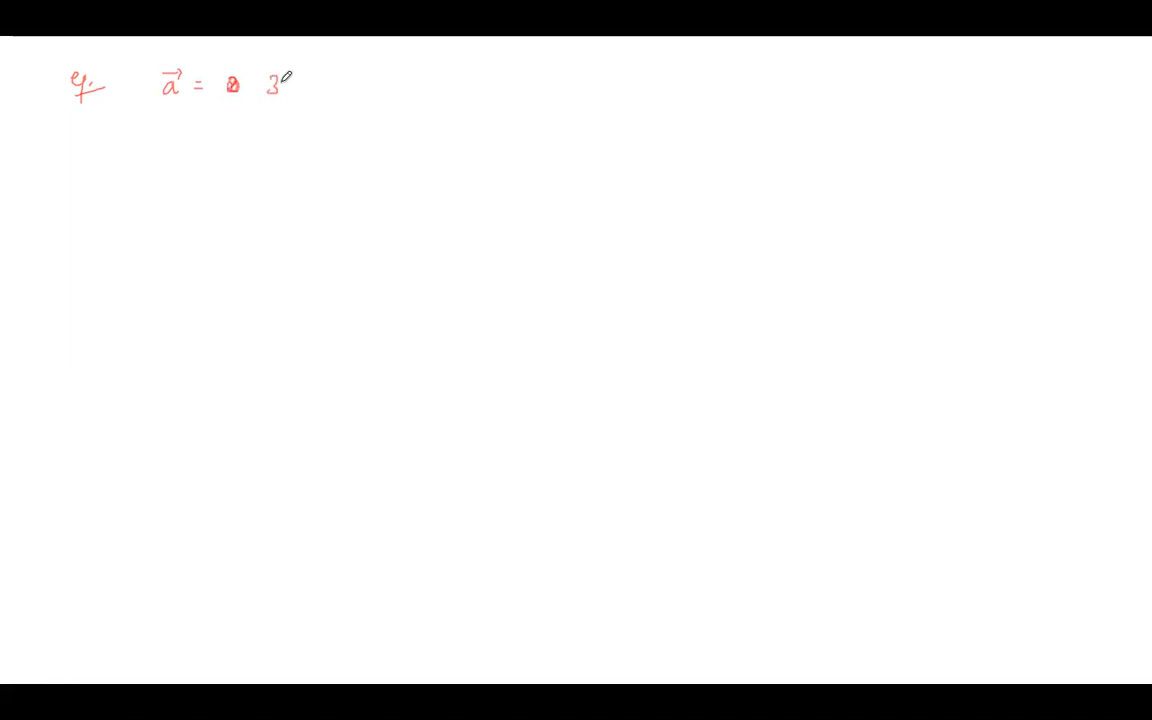 eg. a⃗ = 3